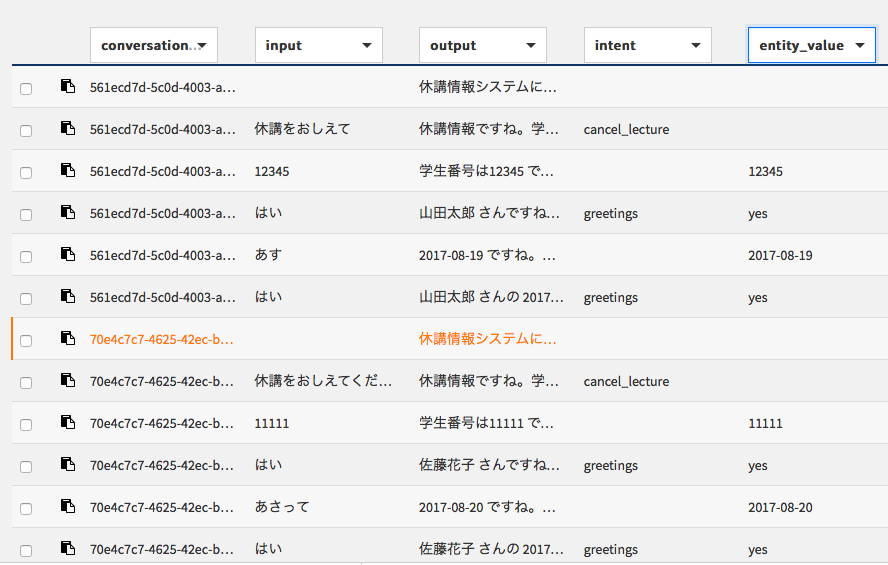 conversation... input output intent entity_value
561ecd7d-5c0d-4003-a... 休講情報システムに...
561ecd7d-5c0d-4003-a... 休講をおしえて 休講情報ですね。学... cancel_lecture
561ecd7d-5c0d-4003-a... 12345 学生番号は12345 で... 12345
561ecd7d-5c0d-4003-a... はい 山田太郎 さんですね... greetings yes
561ecd7d-5c0d-4003-a... あす 2017-08-19 ですね。... 2017-08-19
561ecd7d-5c0d-4003-a... はい 山田太郎 さんの 2017... greetings yes
70e4c7c7-4625-42ec-b... 休講情報システムに...
70e4c7c7-4625-42ec-b... 休講をおしえてくだ... 休講情報ですね。学... cancel_lecture
70e4c7c7-4625-42ec-b... 11111 学生番号は11111 で... 11111
70e4c7c7-4625-42ec-b... はい 佐藤花子 さんですね... greetings yes
70e4c7c7-4625-42ec-b... あさって 2017-08-20 ですね。... 2017-08-20
70e4c7c7-4625-42ec-b... はい 佐藤花子 さんの 2017... greetings yes